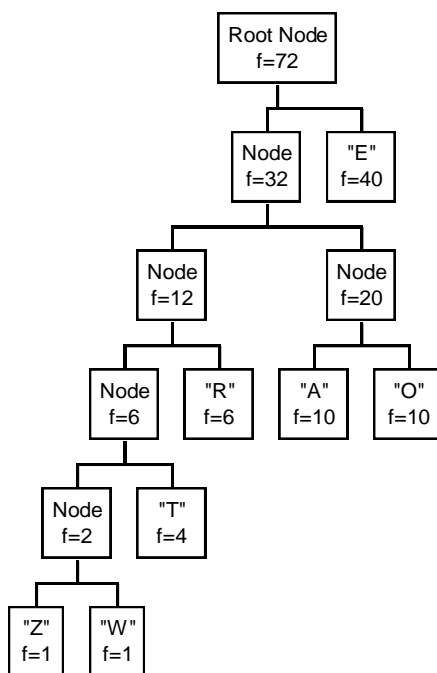 Root Node
f=72
Node
f=32
"E"
f=40
Node
f=12
Node
f=20
Node
f=6
"R"
f=6
"A"
f=10
"O"
f=10
Node
f=2
"T"
f=4
"Z"
f=1
"W"
f=1